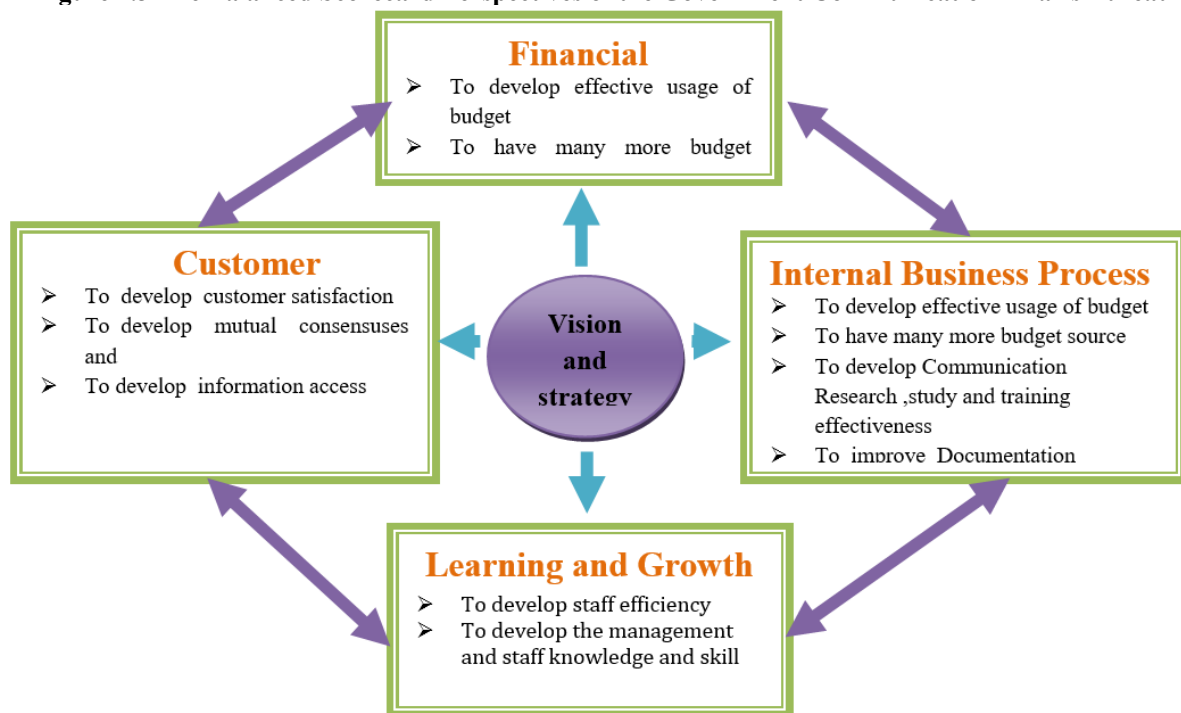 Financial
➢ To develop effective usage of
budget
➢ To have many more budget
Customer
➢ To develop customer satisfaction
➢ To develop mutual consensuses
and
➢ To develop information access
Vision
and
strategy
Internal Business Process
➢ To develop effective usage of budget
➢ To have many more budget source
➢ To develop Communication
Research ,study and training
effectiveness
➢ To improve Documentation
Learning and Growth
➢ To develop staff efficiency
➢ To develop the management
and staff knowledge and skill